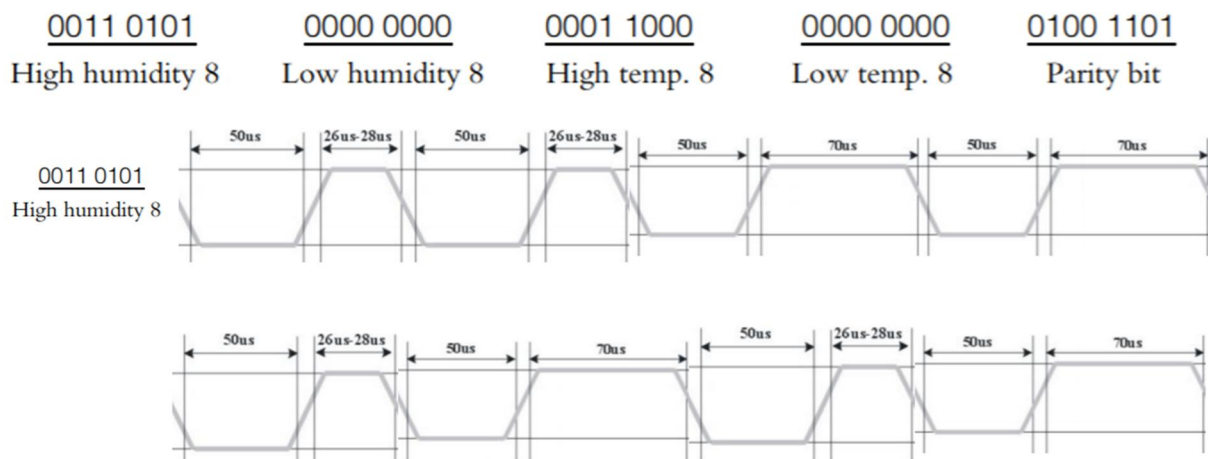 0011 0101 0000 0000 0001 1000 0000 0000 0100 1101
High humidity 8 Low humidity 8 High temp. 8 Low temp. 8 Parity bit
50us 26us-28us 50us 26us-28us 50us 70us 50us 70us
0011 0101
High humidity 8
50us 26us-28us 50us 70us 50us 26us-28us 50us 70us